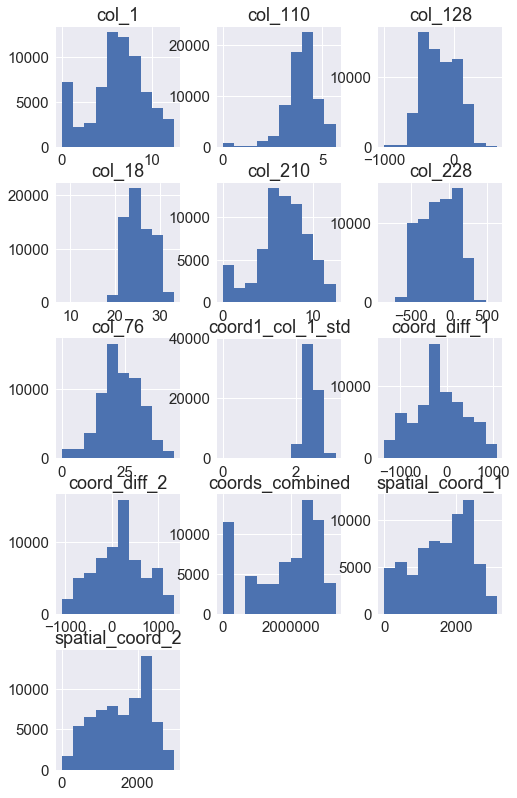 col_1 col_110 col_128
10000 5000 0 20000 10000 0 10000 5000 0
0 10 0 5 −1000 0
col_18 col_210 col_228
20000 10000 0 10000 5000 0 10000 5000 0
10 20 30 0 10 −500 0 500
col_76 coord1_col_1_std coord_diff_1
10000 0 40000 20000 0 10000 0
0 25 0 2 −1000 0 1000
coord_diff_2 coords_combined spatial_coord_1
10000 0 10000 5000 0 10000 5000 0
−1000 0 1000 0 2000000 0 2000
spatial_coord_2
10000 5000 0
0 2000